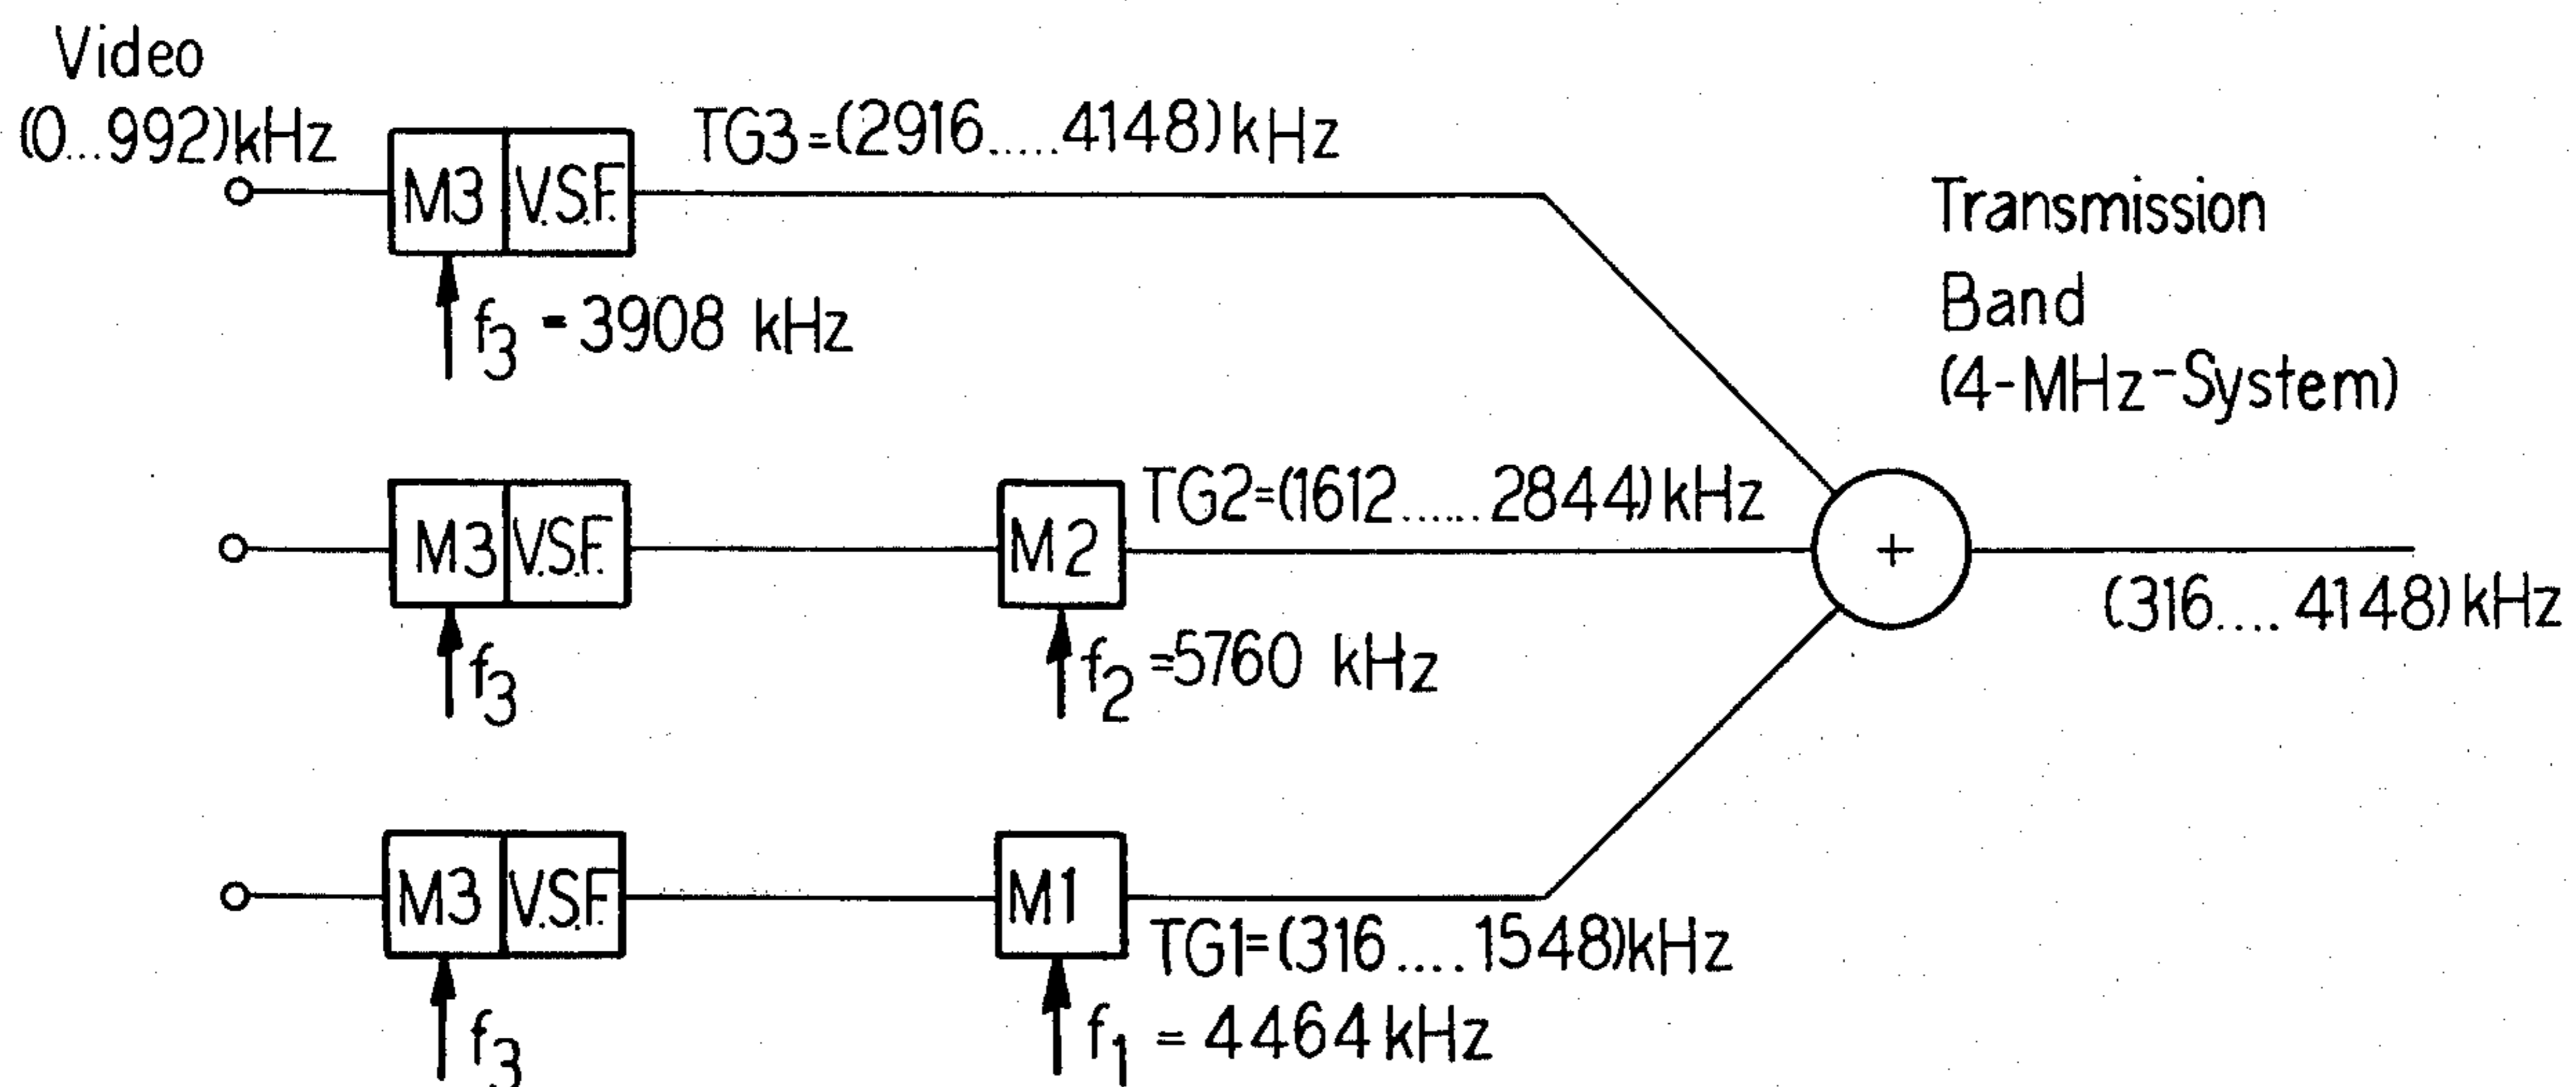 Video
(0...992)kHz
M3 V.S.F.
TG3=(2916.....4148)kHz
f3 = 3908 kHz
Transmission
Band
(4-MHz-System)
M3 V.S.F.
f3
M2
TG2=(1612......2844)kHz
f2 =5760 kHz
+
(316....4148)kHz
M3 V.S.F.
f3
M1
TG1=(316....1548)kHz
f1 = 4464 kHz